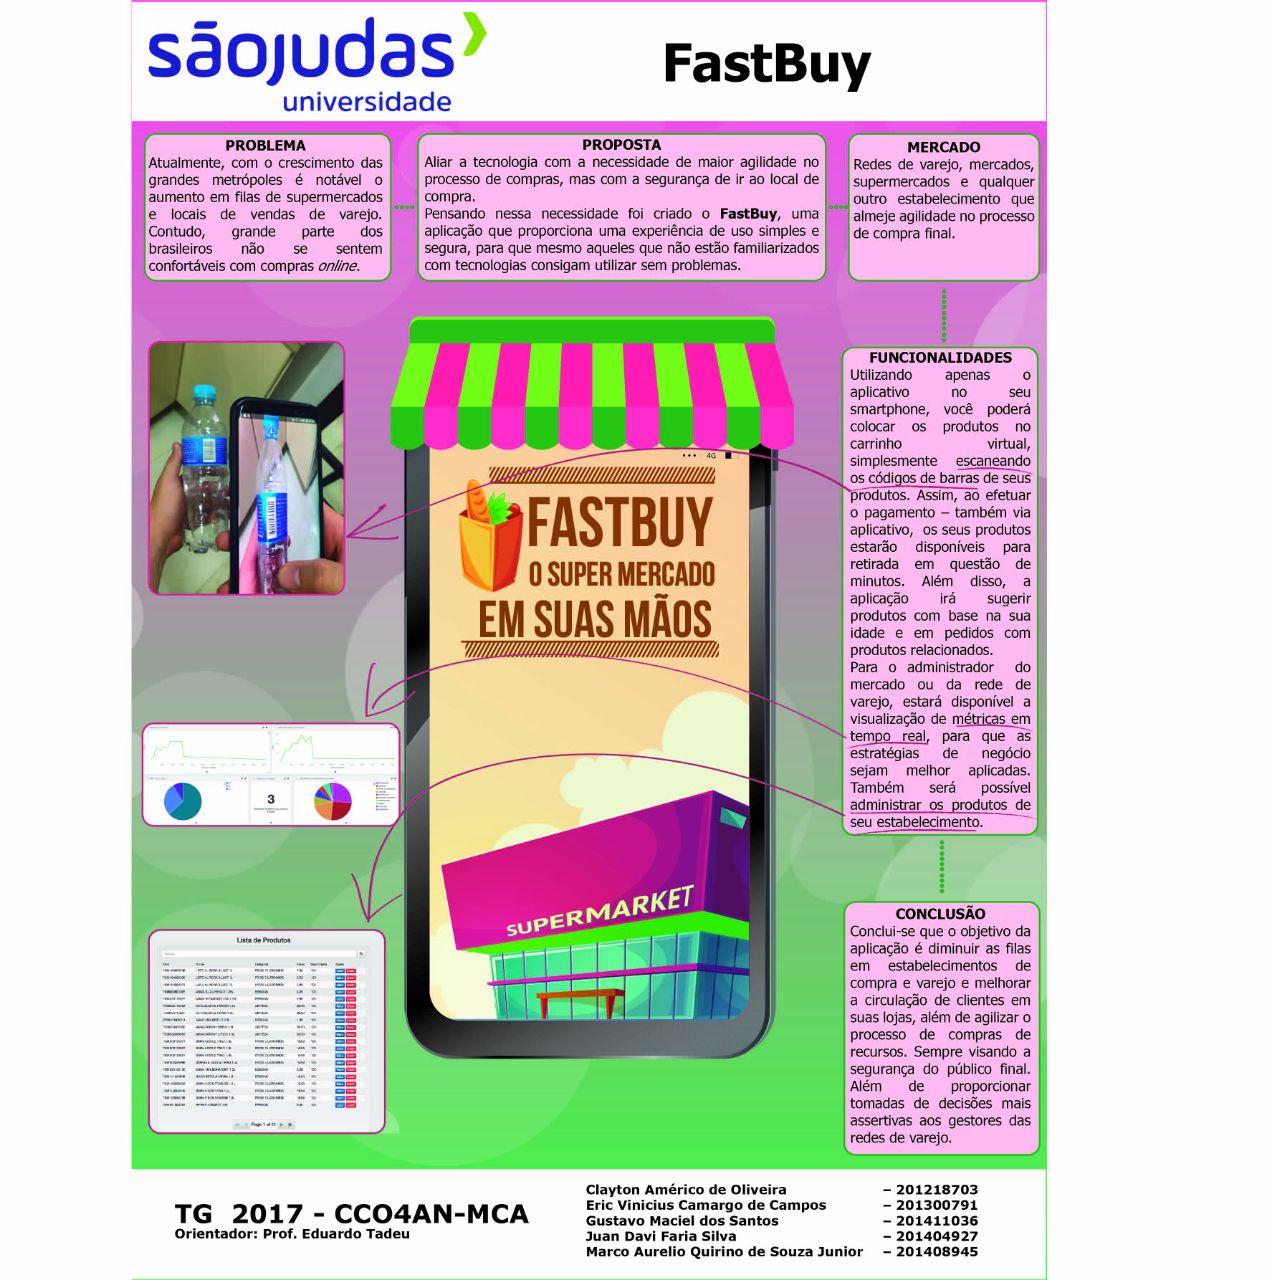 sãojudas
universidade
FastBuy
PROBLEMA
Atualmente, com o crescimento das
grandes metrópoles é notável o
aumento em filas de supermercados
e locais de vendas de varejo.
Contudo, grande parte dos
brasileiros não se sentem
confortáveis com compras online.
PROPOSTA
Aliar a tecnologia com a necessidade de maior agilidade no
processo de compras, mas com a segurança de ir ao local de
compra.
Pensando nessa necessidade foi criado o FastBuy, uma
aplicação que proporciona uma experiência de uso simples e
segura, para que mesmo aqueles que não estão familiarizados
com tecnologias consigam utilizar sem problemas.
MERCADO
Redes de varejo, mercados,
supermercados e qualquer
outro estabelecimento que
almeje agilidade no processo
de compra final.
FUNCIONALIDADES
Utilizando apenas o
aplicativo no seu
smartphone, você poderá
colocar os produtos no
carrinho virtual,
simplesmente escaneando
os códigos de barras de seus
produtos. Assim, ao efetuar
o pagamento – também via
aplicativo, os seus produtos
estarão disponíveis para
retirada em questão de
minutos. Além disso, a
aplicação irá sugerir
produtos com base na sua
idade e em pedidos com
produtos relacionados.
Para o administrador do
mercado ou da rede de
varejo, estará disponível a
visualização de métricas em
tempo real, para que as
estratégias de negócio
sejam melhor aplicadas.
Também será possível
administrar os produtos de
seu estabelecimento.
4G
FASTBUY
O SUPER MERCADO
EM SUAS MÃOS
SUPERMARKET
3
Lista de Produtos
Page 1 of 51
CONCLUSÃO
Conclui-se que o objetivo da
aplicação é diminuir as filas
em estabelecimentos de
compra e varejo e melhorar
a circulação de clientes em
suas lojas, além de agilizar o
processo de compras de
recursos. Sempre visando a
segurança do público final.
Além de proporcionar
tomadas de decisões mais
assertivas aos gestores das
redes de varejo.
TG 2017 - CCO4AN-MCA
Orientador: Prof. Eduardo Tadeu
Clayton Américo de Oliveira – 201218703
Eric Vinicius Camargo de Campos – 201300791
Gustavo Maciel dos Santos – 201411036
Juan Davi Faria Silva – 201404927
Marco Aurelio Quirino de Souza Junior – 201408945